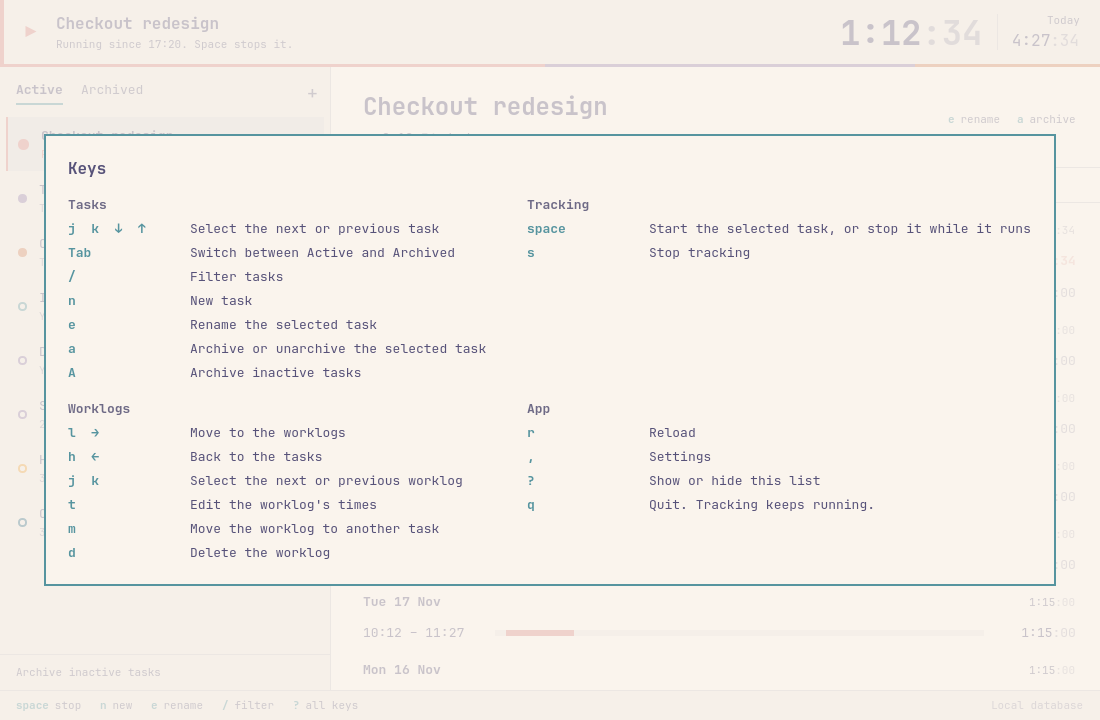 Checkout redesign
Running since 17:20. Space stops it.
1:12:34
Today
4:27:34
Active Archived +
Checkout redesign
e rename a archive
Keys
Tasks
j k ↓ ↑ Select the next or previous task
Tab Switch between Active and Archived
/ Filter tasks
n New task
e Rename the selected task
a Archive or unarchive the selected task
A Archive inactive tasks
Tracking
space Start the selected task, or stop it while it runs
s Stop tracking
Worklogs
l → Move to the worklogs
h ← Back to the tasks
j k Select the next or previous worklog
t Edit the worklog's times
m Move the worklog to another task
d Delete the worklog
App
r Reload
, Settings
? Show or hide this list
q Quit. Tracking keeps running.
Tue 17 Nov 1:15:00
10:12 – 11:27 1:15:00
Mon 16 Nov 1:15:00
Archive inactive tasks
space stop n new e rename / filter ? all keys
Local database